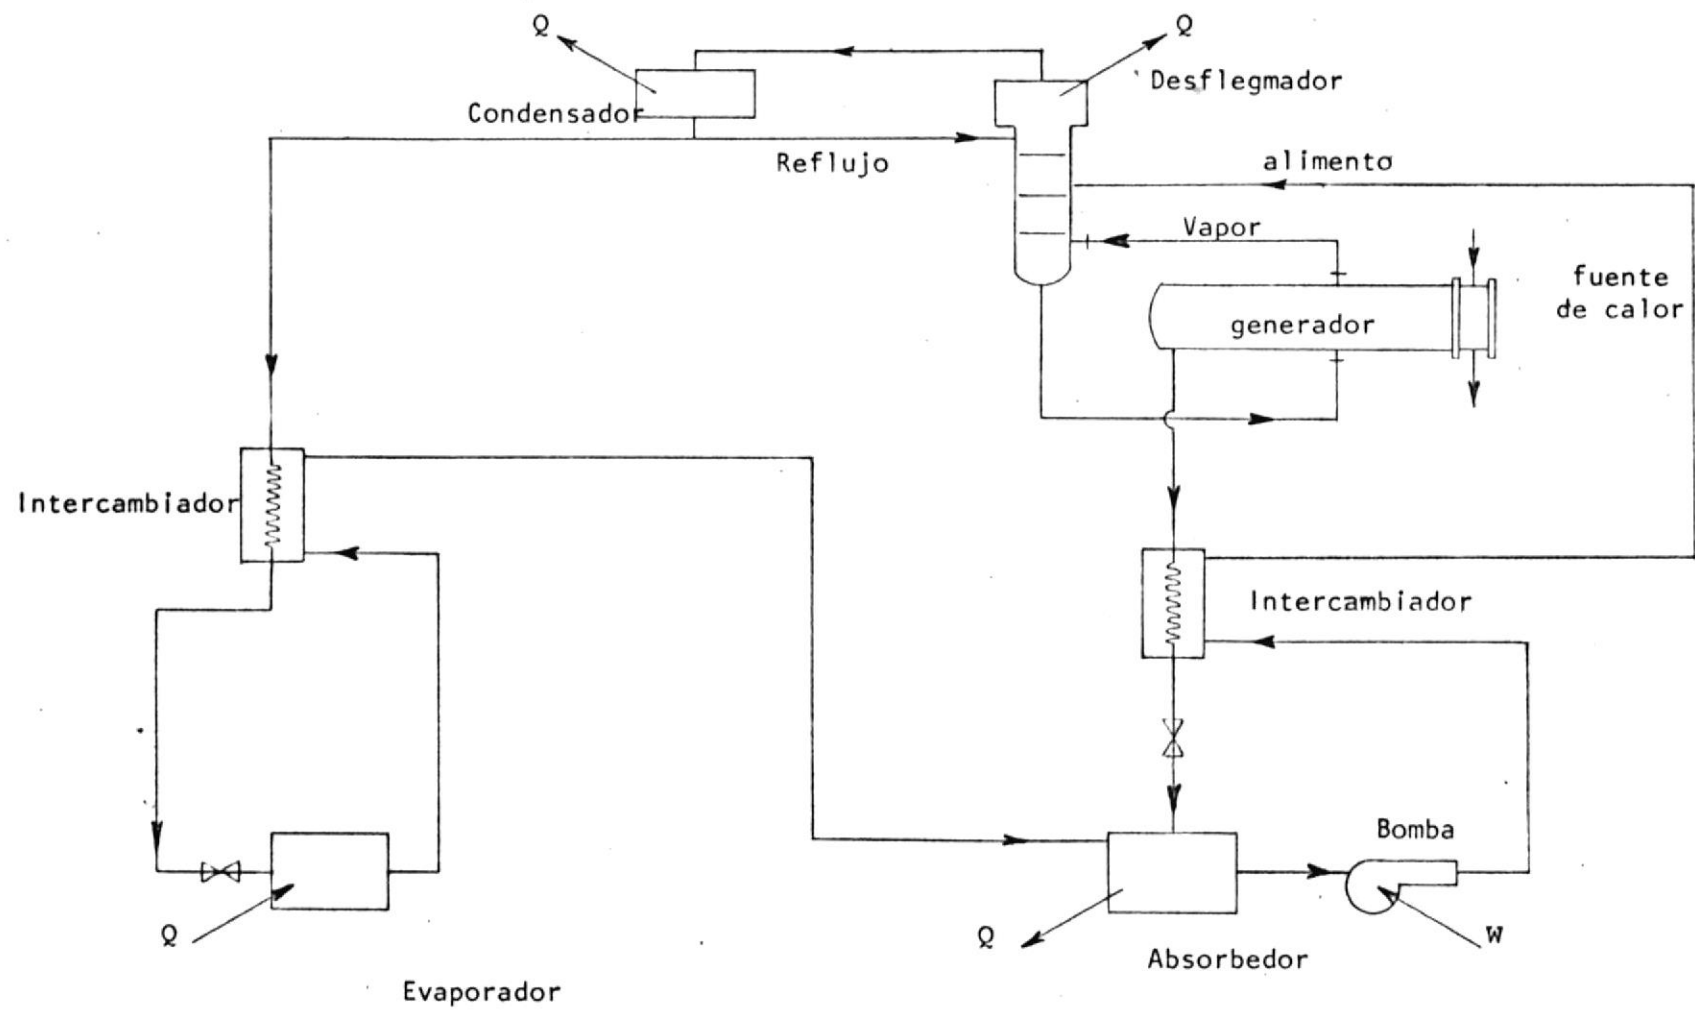 Q
Q
Desflegmador
Condensador
Reflujo
alimento
Vapor
fuente
de calor
generador
Intercambiador
Intercambiador
Bomba
Q
Q
W
Absorbedor
Evaporador